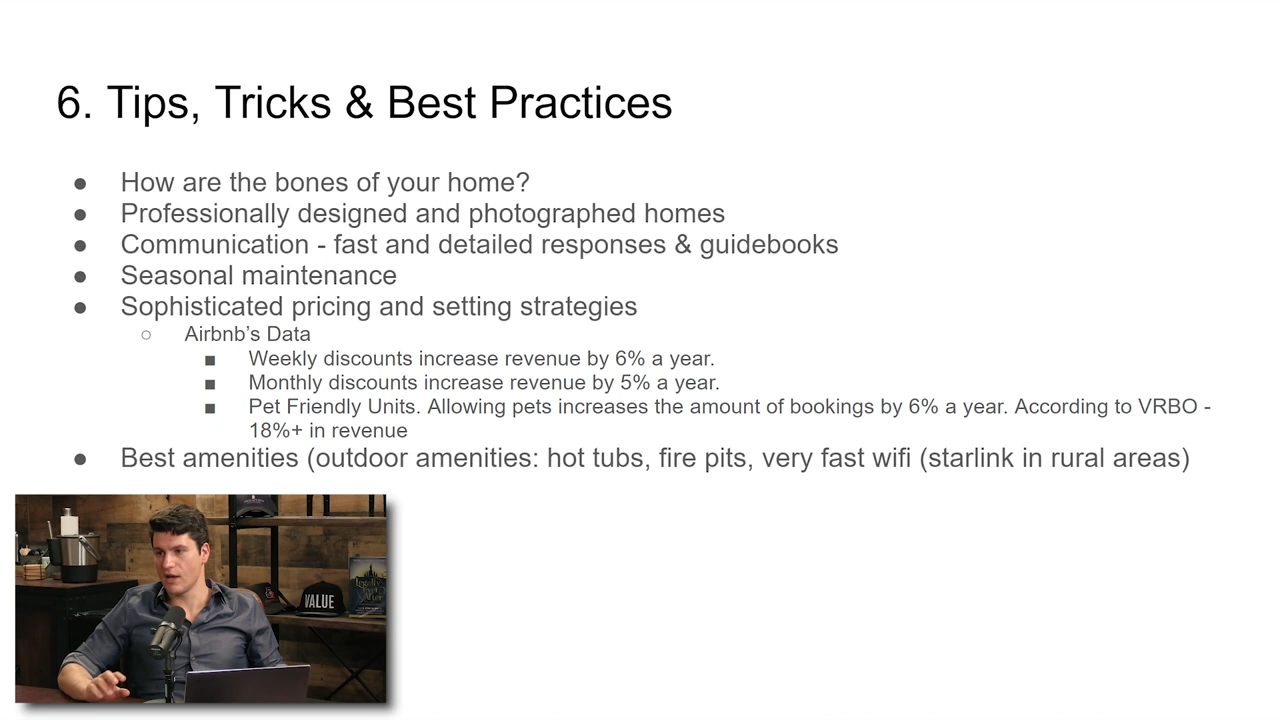 6. Tips, Tricks & Best Practices
● How are the bones of your home?
● Professionally designed and photographed homes
● Communication - fast and detailed responses & guidebooks
● Seasonal maintenance
● Sophisticated pricing and setting strategies
○ Airbnb’s Data
■ Weekly discounts increase revenue by 6% a year.
■ Monthly discounts increase revenue by 5% a year.
■ Pet Friendly Units. Allowing pets increases the amount of bookings by 6% a year. According to VRBO -
18%+ in revenue
● Best amenities (outdoor amenities: hot tubs, fire pits, very fast wifi (starlink in rural areas)
VALUE